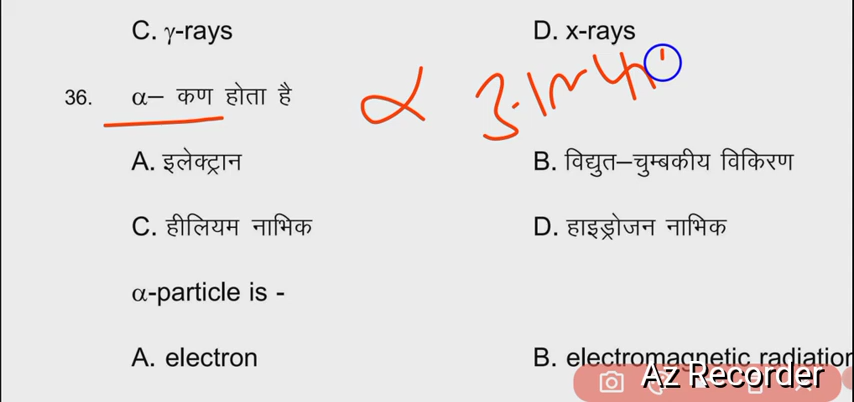 C. γ-rays D. x-rays
36. α– कण होता है α
A. इलेक्ट्रान B. विद्युत–चुम्बकीय विकिरण
C. हीलियम नाभिक D. हाइड्रोजन नाभिक
α-particle is -
A. electron B. electromagnetic radiation
Az Recorder